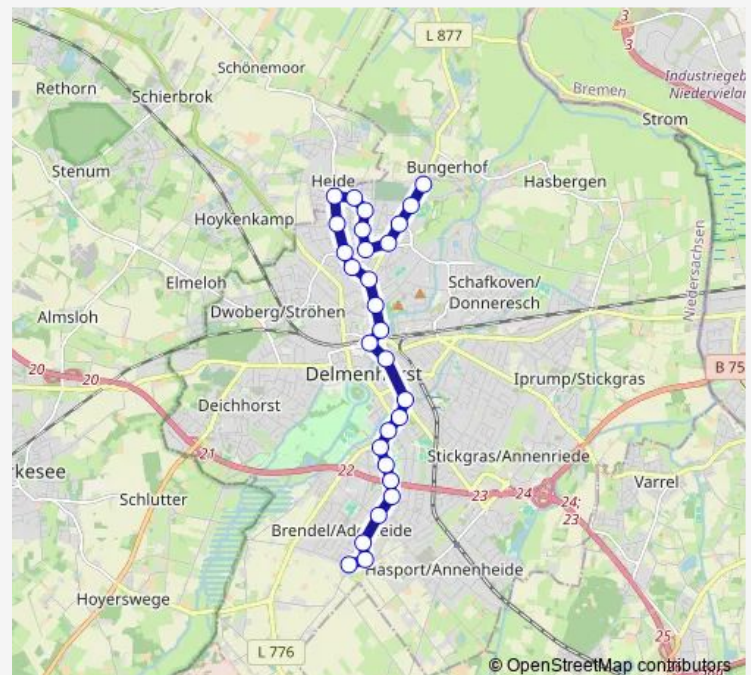 L 877
3
3
Schönemoor
Rethorn
Schierbrok
Industriegeb
Niedervielan
Bremen
Strom
Stenum
Heide
Bungerhof
Hasbergen
Hoykenkamp
Niedersachsen
Elmeloh
Schafkoven/
Donneresch
Almsloh
Dwoberg/Ströhen
20
20
Delmenhorst
B 75
Iprump/Stickgras
Deichhorst
21
Stickgras/Annenriede
rkesee
22
23
24
24;
23
Varrel
Schlutter
Brendel/Adelheide
Hasport/Annenheide
Hoyerswege
25
L 776
© OpenStreetMap contributors